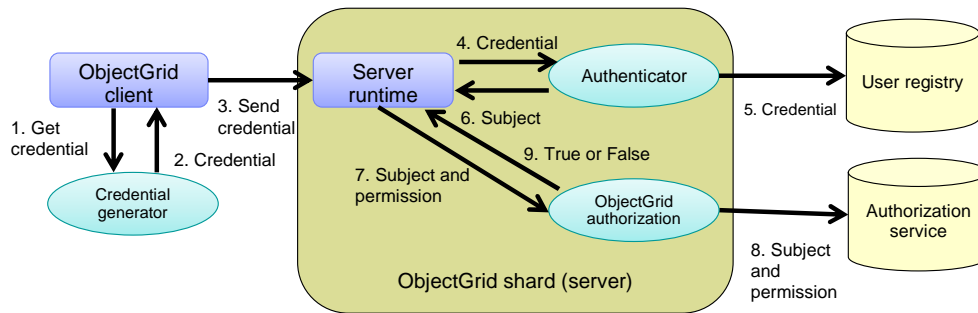 ObjectGrid
client
1. Get
credential
2. Credential
Credential
generator
3. Send
credential
Server
runtime
4. Credential
Authenticator
5. Credential
User registry
6. Subject
7. Subject and
permission
9. True or False
ObjectGrid
authorization
8. Subject
and
permission
Authorization
service
ObjectGrid shard (server)